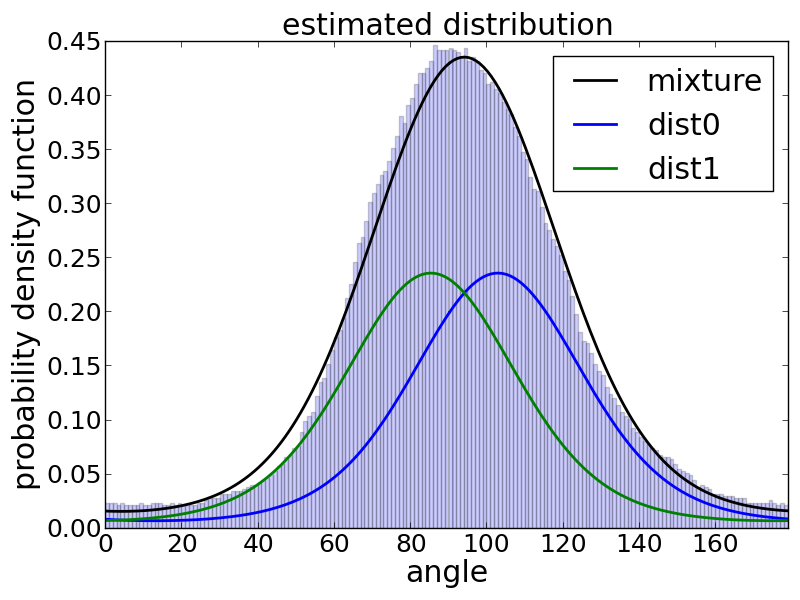 estimated distribution
probability density function
0.45
0.40
0.35
0.30
0.25
0.20
0.15
0.10
0.05
0.00
mixture
dist0
dist1
0 20 40 60 80 100 120 140 160
angle